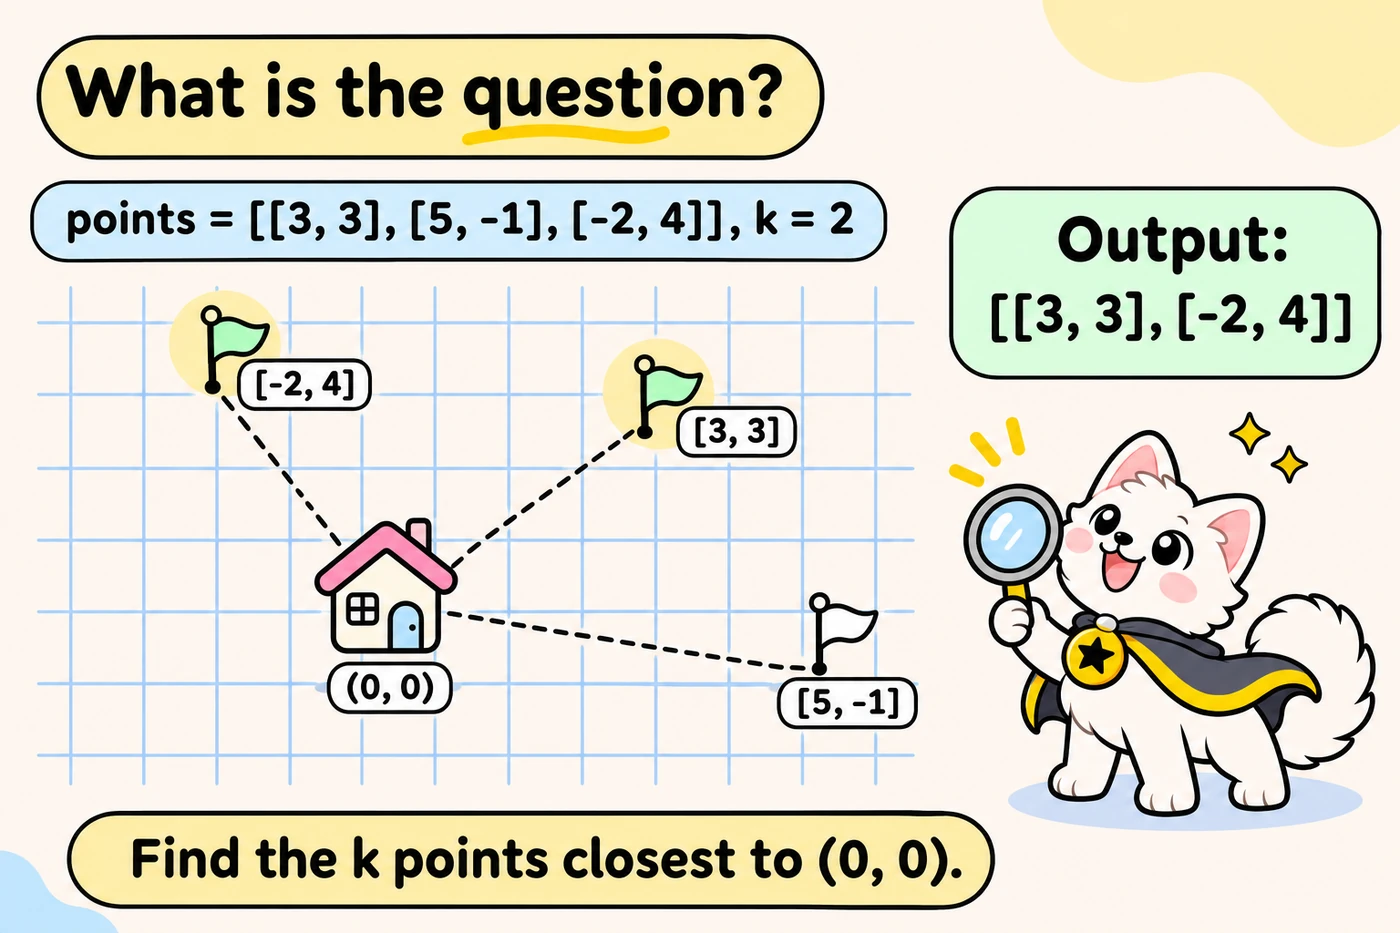 What is the question?
points = [[3, 3], [5, -1], [-2, 4]], k = 2
Output:
[[3, 3], [-2, 4]]
[-2, 4]
[3, 3]
(0, 0)
[5, -1]
Find the k points closest to (0, 0).